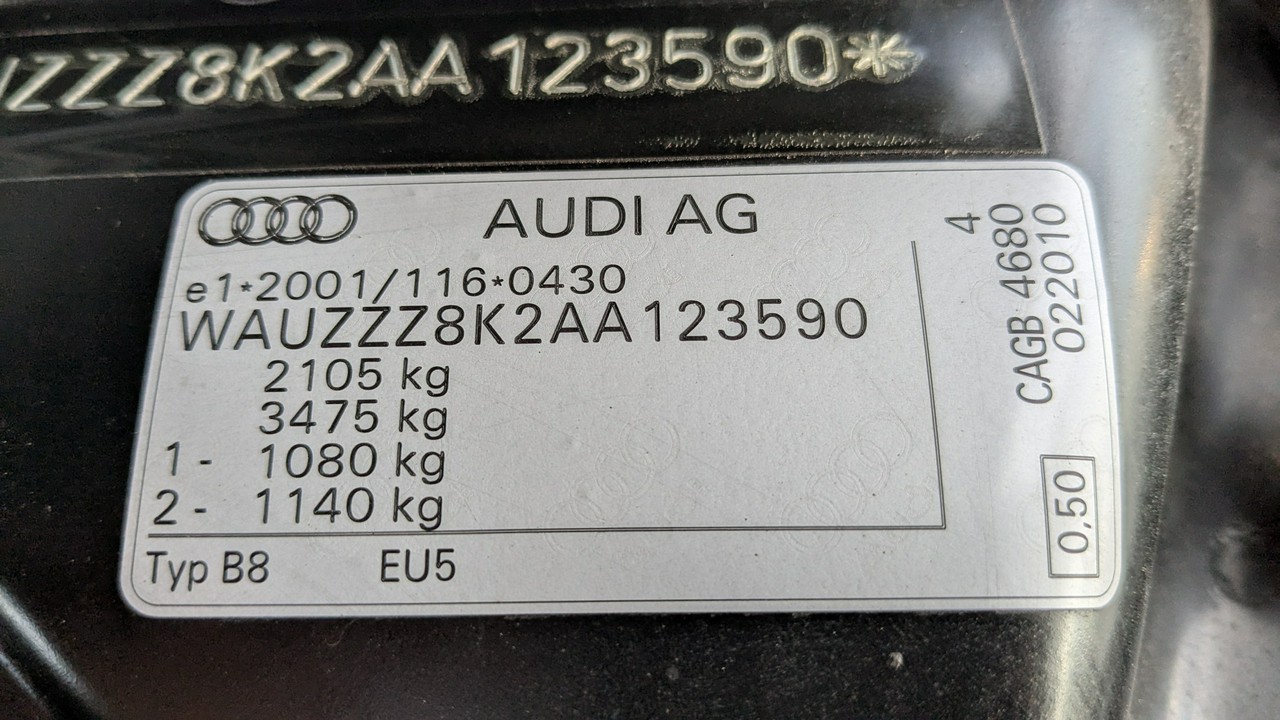 ZZZ8K2AA123590*
AUDI AG
e1*2001/116*0430
WAUZZZ8K2AA123590
2105 kg
3475 kg
1- 1080 kg
2- 1140 kg
Typ B8 EU5
4
CAGB 4680
022010
0,50